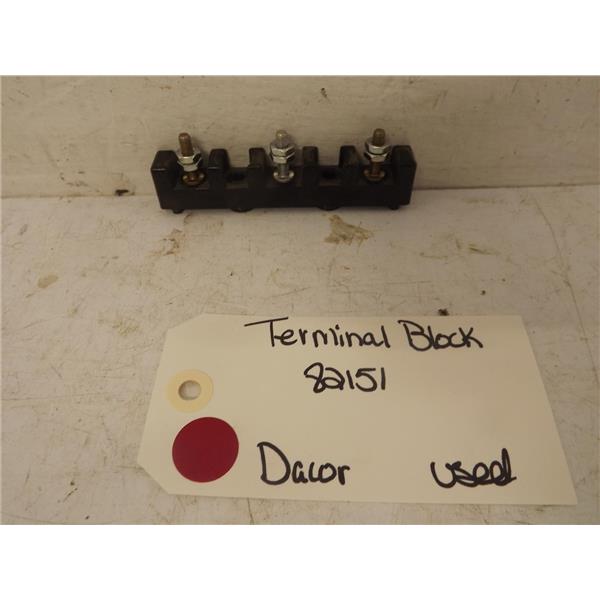 Terminal Block
82151
Dacor used